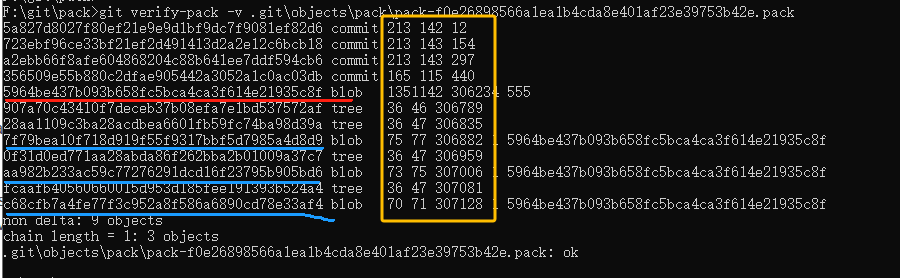 F:\git\pack>git verify-pack -v .git\objects\pack\pack-f0e26898566a1ea1b4cda8e401af23e39753b42e.pack
5a827d8027f80ef21e9e9d1bf9dc7f9081ef82d6 commit 213 142 12
723ebf96ce33bf21ef2d491413d2a2e12c6bcb18 commit 213 143 154
a2ebb66f8afe604868204c88b641ee7ddf594cb6 commit 213 143 297
356509e55b880c2dfae905442a3052a1c0ac03db commit 165 115 440
5964be437b093b658fc5bca4ca3f614e21935c8f blob 1351142 306234 555
907a70c43410f7deceb37b08efa7e1bd537572af tree 36 46 306789
28aa1109c3ba28acdbea6601fb59fc74ba98d39a tree 36 47 306835
7f79bea10f718d919f55f9317bbf5d7985a4d8d9 blob 75 77 306882 1 5964be437b093b658fc5bca4ca3f614e21935c8f
0f31d0ed771aa28abda86f262bba2b01009a37c7 tree 36 47 306959
aa982b233ac59c77276291dcd16f23795b905bd6 blob 73 75 307006 1 5964be437b093b658fc5bca4ca3f614e21935c8f
fcaafb40560660015d953d185fee191393b524a4 tree 36 47 307081
c68cfb7a4fe77f3c952a8f586a6890cd78e33af4 blob 70 71 307128 1 5964be437b093b658fc5bca4ca3f614e21935c8f
non delta: 9 objects
chain length = 1: 3 objects
.git\objects\pack\pack-f0e26898566a1ea1b4cda8e401af23e39753b42e.pack: ok